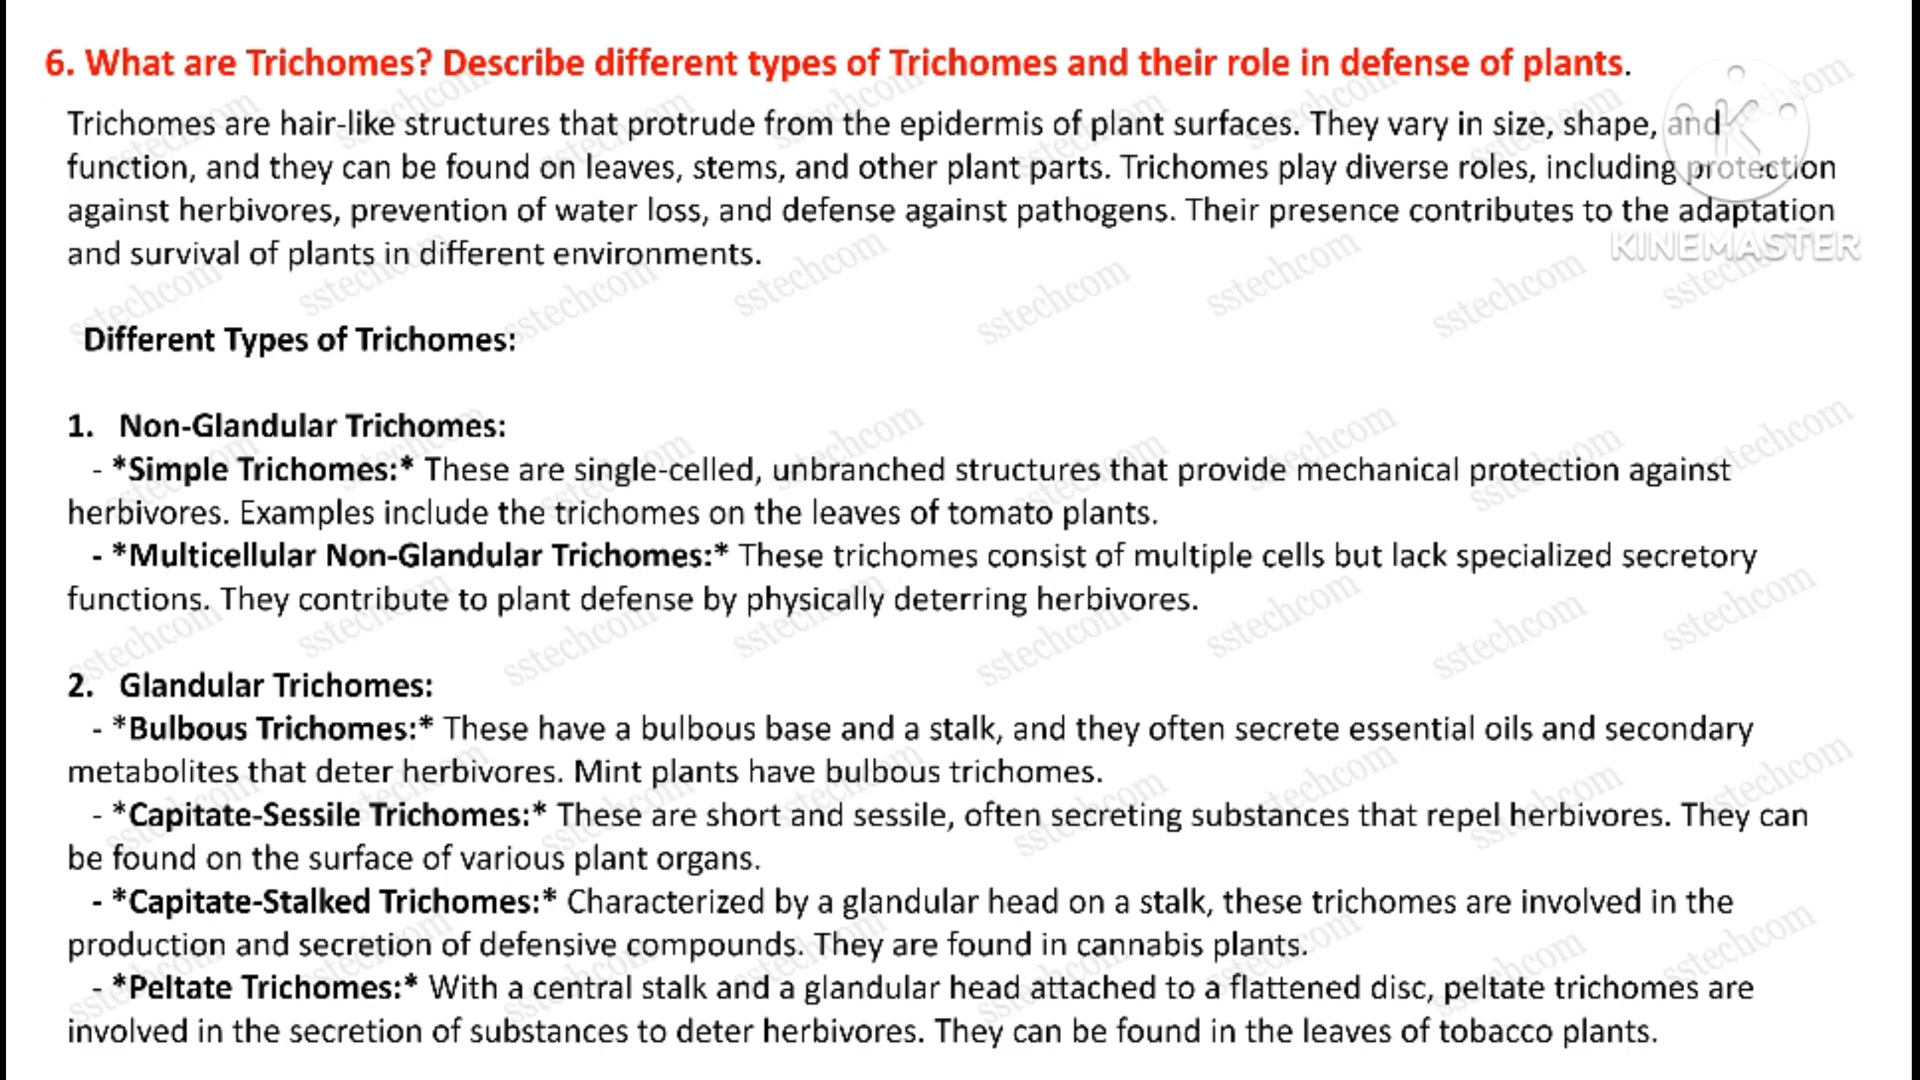 6. What are Trichomes? Describe different types of Trichomes and their role in defense of plants.
Trichomes are hair-like structures that protrude from the epidermis of plant surfaces. They vary in size, shape, and
function, and they can be found on leaves, stems, and other plant parts. Trichomes play diverse roles, including protection
against herbivores, prevention of water loss, and defense against pathogens. Their presence contributes to the adaptation
KINEMASTER
and survival of plants in different environments.
Different Types of Trichomes:
1. Non-Glandular Trichomes:
- *Simple Trichomes:* These are single-celled, unbranched structures that provide mechanical protection against
herbivores. Examples include the trichomes on the leaves of tomato plants.
- *Multicellular Non-Glandular Trichomes:* These trichomes consist of multiple cells but lack specialized secretory
functions. They contribute to plant defense by physically deterring herbivores.
2. Glandular Trichomes:
- *Bulbous Trichomes:* These have a bulbous base and a stalk, and they often secrete essential oils and secondary
metabolites that deter herbivores. Mint plants have bulbous trichomes.
- *Capitate-Sessile Trichomes:* These are short and sessile, often secreting substances that repel herbivores. They can
be found on the surface of various plant organs.
- *Capitate-Stalked Trichomes:* Characterized by a glandular head on a stalk, these trichomes are involved in the
production and secretion of defensive compounds. They are found in cannabis plants.
- *Peltate Trichomes:* With a central stalk and a glandular head attached to a flattened disc, peltate trichomes are
involved in the secretion of substances to deter herbivores. They can be found in the leaves of tobacco plants.
sstechcom